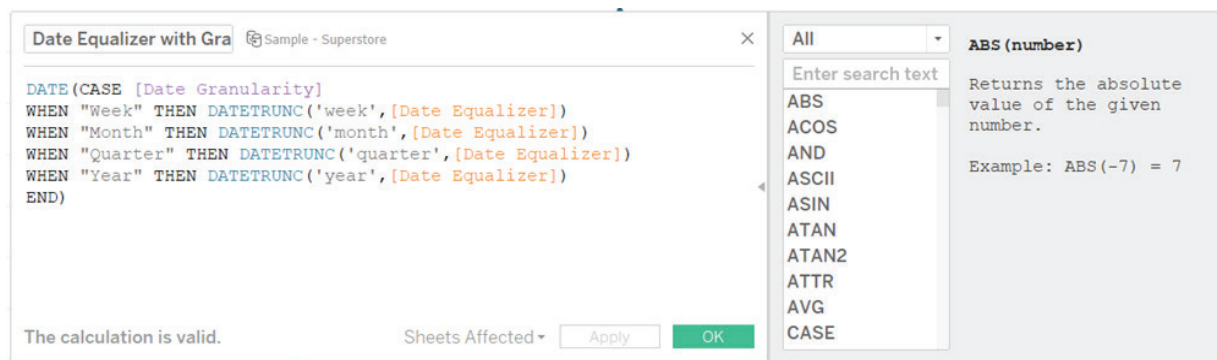 Date Equalizer with Gra
Sample - Superstore
DATE(CASE [Date Granularity]
WHEN "Week" THEN DATETRUNC('week',[Date Equalizer])
WHEN "Month" THEN DATETRUNC('month',[Date Equalizer])
WHEN "Quarter" THEN DATETRUNC('quarter',[Date Equalizer])
WHEN "Year" THEN DATETRUNC('year',[Date Equalizer])
END)
The calculation is valid.
Sheets Affected
Apply
OK
All
Enter search text
ABS
ACOS
AND
ASCII
ASIN
ATAN
ATAN2
ATTR
AVG
CASE
ABS(number)
Returns the absolute
value of the given
number.
Example: ABS(-7) = 7